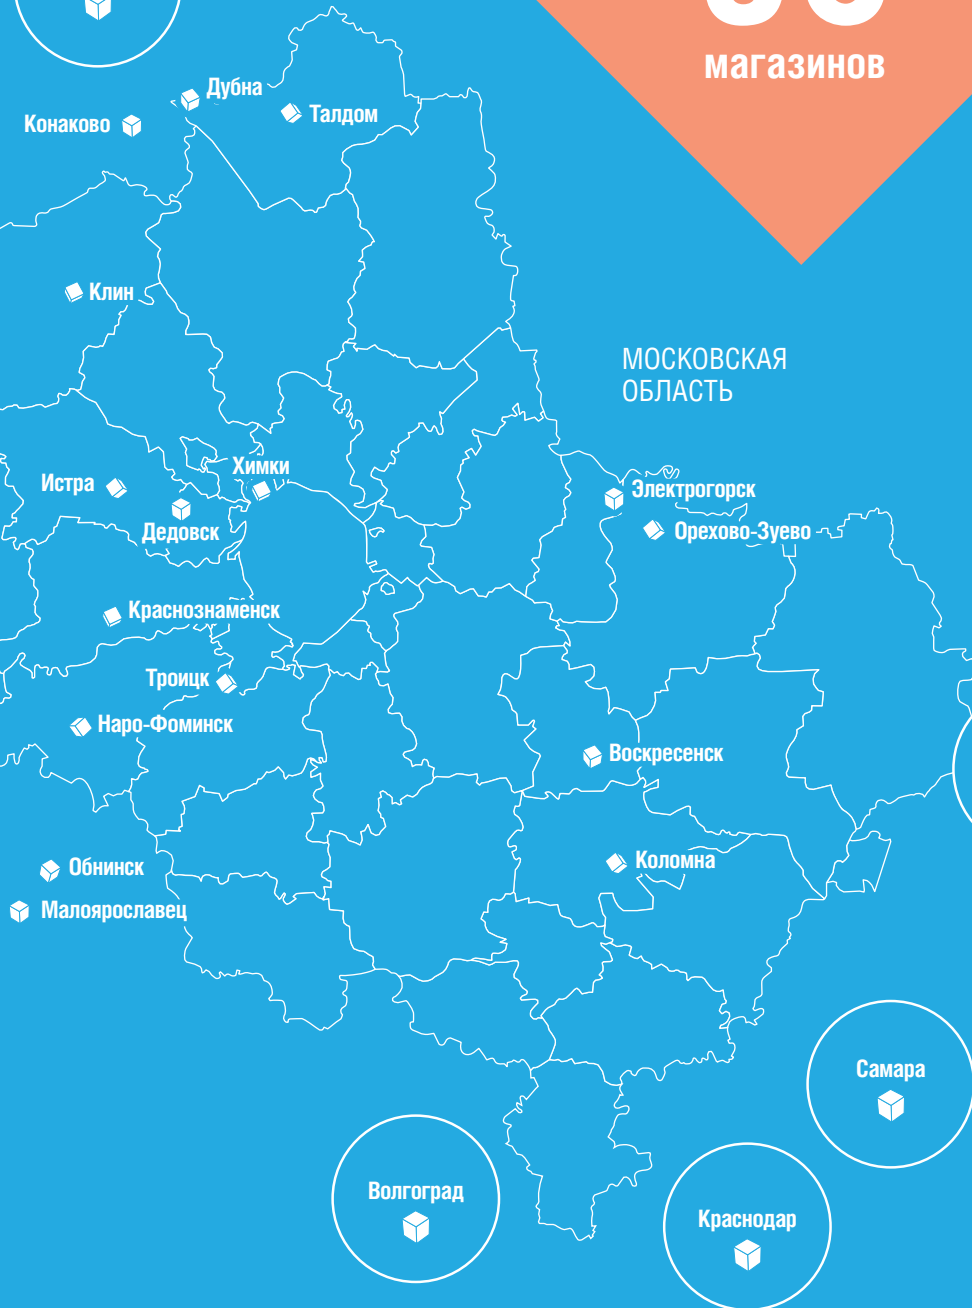 магазинов
Дубна
Талдом
Конаково
Клин
МОСКОВСКАЯ
ОБЛАСТЬ
Химки
Истра
Электрогорск
Дедовск
Орехово-Зуево
Краснознаменск
Троицк
Наро-Фоминск
Воскресенск
Коломна
Обнинск
Малоярославец
Самара
Волгоград
Краснодар